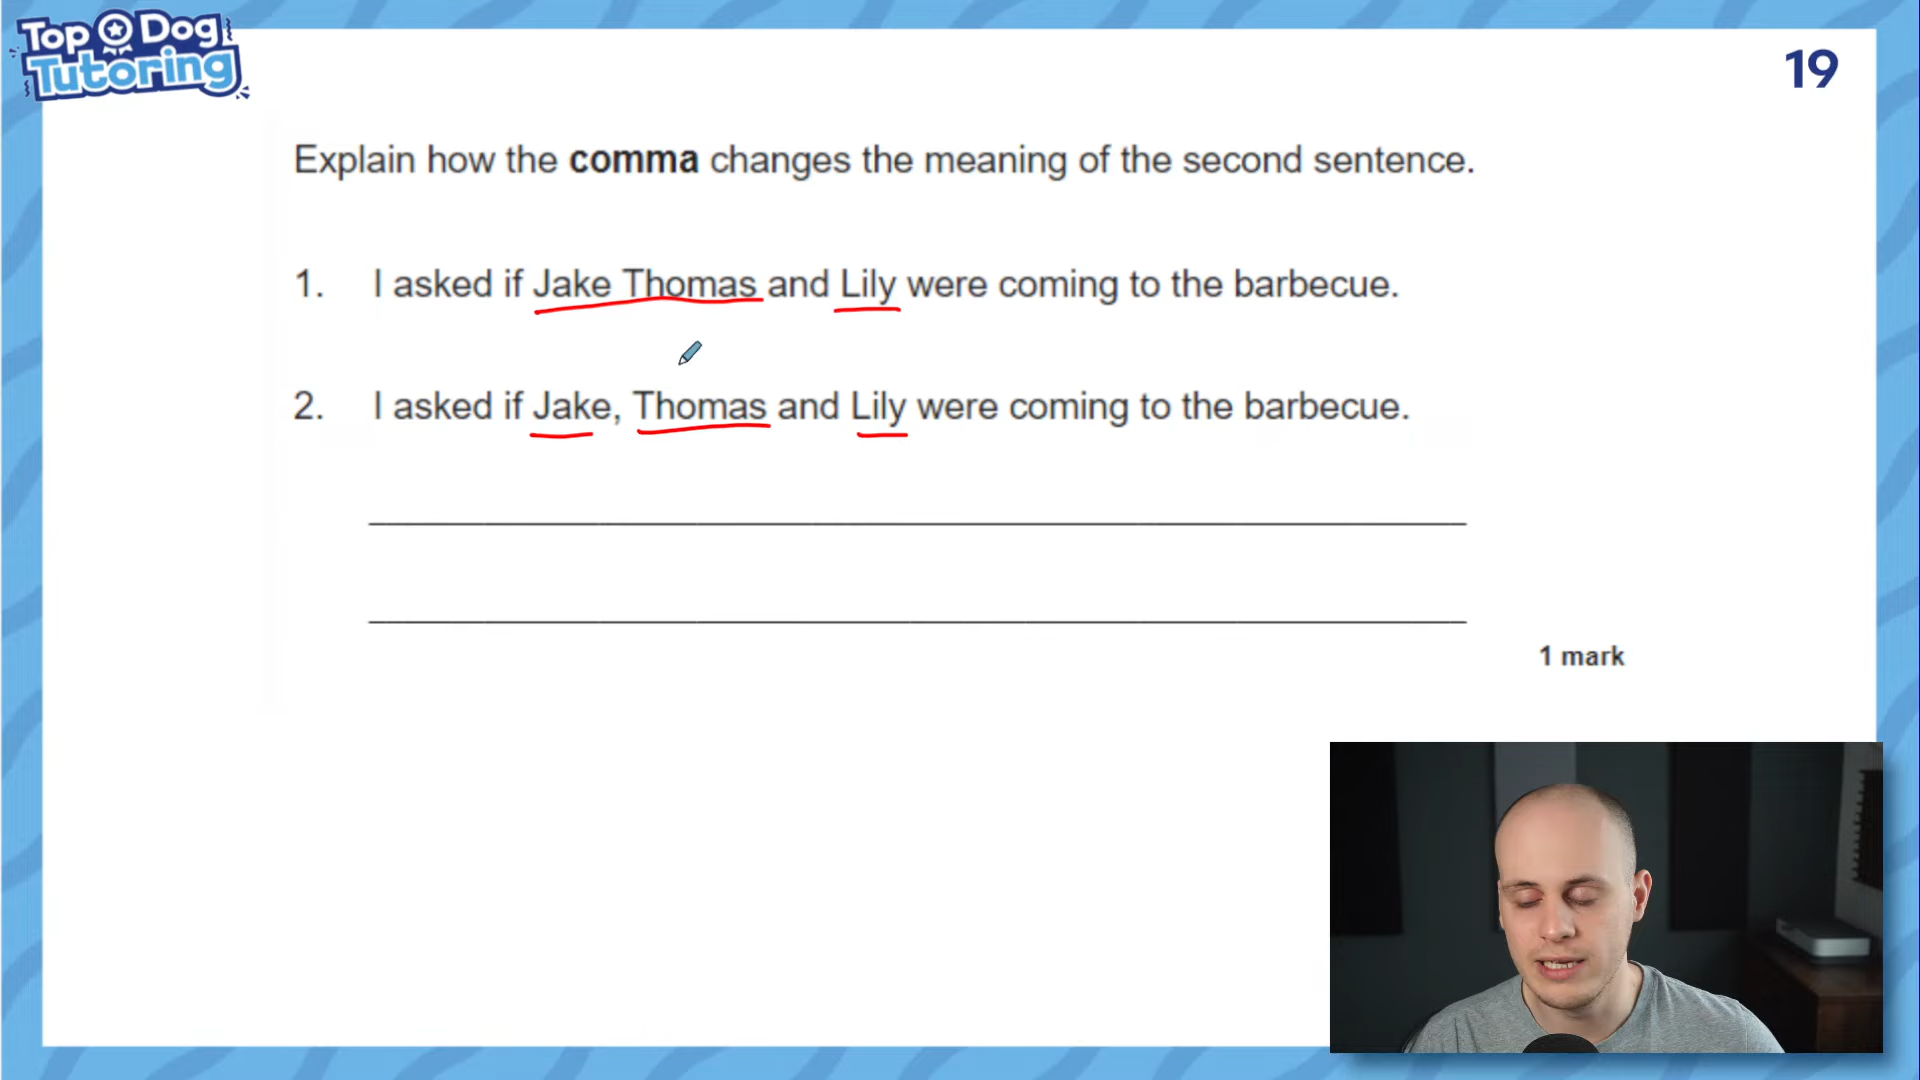 Top Dog
Tutoring
19
Explain how the comma changes the meaning of the second sentence.
1. I asked if Jake Thomas and Lily were coming to the barbecue.
2. I asked if Jake, Thomas and Lily were coming to the barbecue.
1 mark